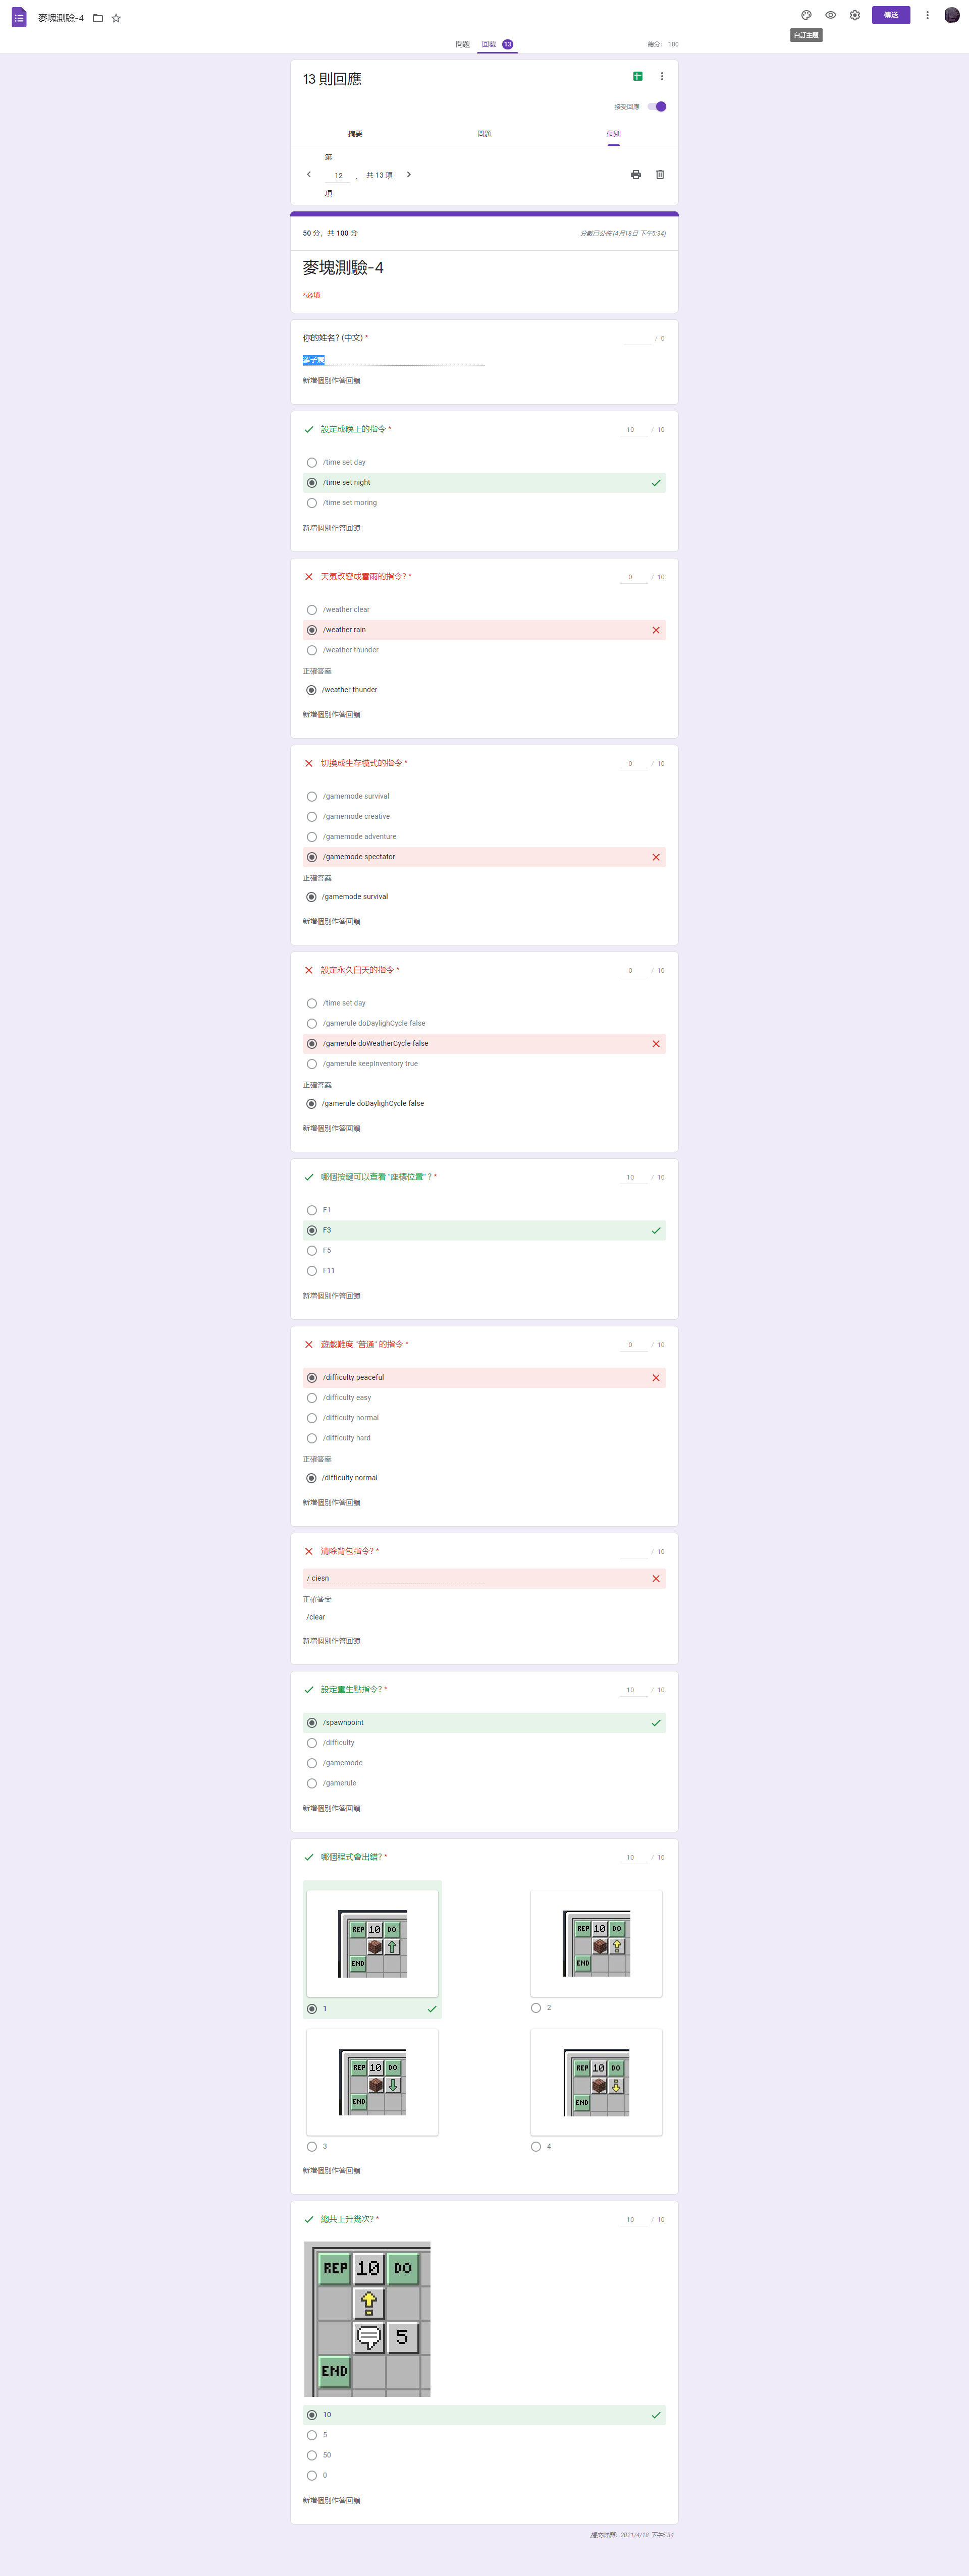 麥塊測驗-4
傳送
自訂主題
問題 回覆 13
總分： 100
13 則回應
接受回應
摘要 問題 個別
第
12 ， 共 13 項
項
50 分，共 100 分
分數已公佈 (4月18日 下午5:34)
麥塊測驗-4
*必填
你的姓名? (中文) *
/ 0
新增個別作答回饋
設定成晚上的指令 *
10 / 10
/time set day
/time set night
/time set moring
新增個別作答回饋
天氣改變成雷雨的指令? *
0 / 10
/weather clear
/weather rain
/weather thunder
正確答案
/weather thunder
新增個別作答回饋
切換成生存模式的指令 *
0 / 10
/gamemode survival
/gamemode creative
/gamemode adventure
/gamemode spectator
正確答案
/gamemode survival
新增個別作答回饋
設定永久白天的指令 *
0 / 10
/time set day
/gamerule doDaylighCycle false
/gamerule doWeatherCycle false
/gamerule keepInventory true
正確答案
/gamerule doDaylighCycle false
新增個別作答回饋
哪個按鍵可以查看 "座標位置" ? *
10 / 10
F1
F3
F5
F11
新增個別作答回饋
遊戲難度 "普通" 的指令 *
0 / 10
/difficulty peaceful
/difficulty easy
/difficulty normal
/difficulty hard
正確答案
/difficulty normal
新增個別作答回饋
清除背包指令? *
/ 10
/ ciesn
正確答案
/clear
新增個別作答回饋
設定重生點指令? *
10 / 10
/spawnpoint
/difficulty
/gamemode
/gamerule
新增個別作答回饋
哪個程式會出錯? *
10 / 10
REP 10 DO
END
1
REP 10 DO
END
2
REP 10 DO
END
3
REP 10 DO
END
4
新增個別作答回饋
總共上升幾次? *
10 / 10
REP 10 DO
5
END
10
5
50
0
新增個別作答回饋
提交時間：2021/4/18 下午5:34